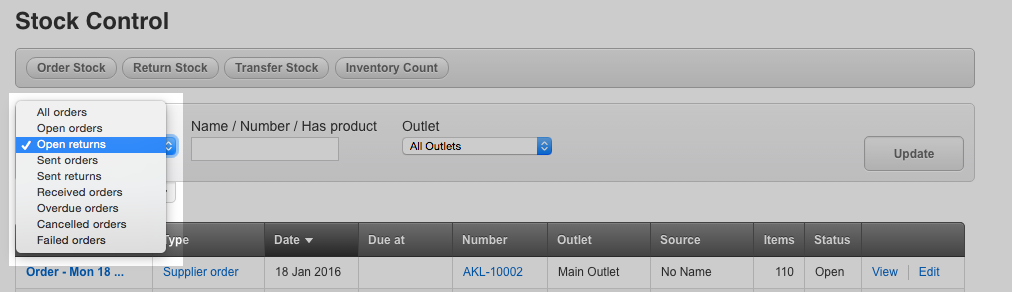 Stock Control
Order Stock Return Stock Transfer Stock Inventory Count
All orders
Open orders
Open returns
Sent orders
Sent returns
Received orders
Overdue orders
Cancelled orders
Failed orders
Name / Number / Has product Outlet
All Outlets
Update
Type Date Due at Number Outlet Source Items Status
Order - Mon 18 ... Supplier order 18 Jan 2016 AKL-10002 Main Outlet No Name 110 Open View Edit